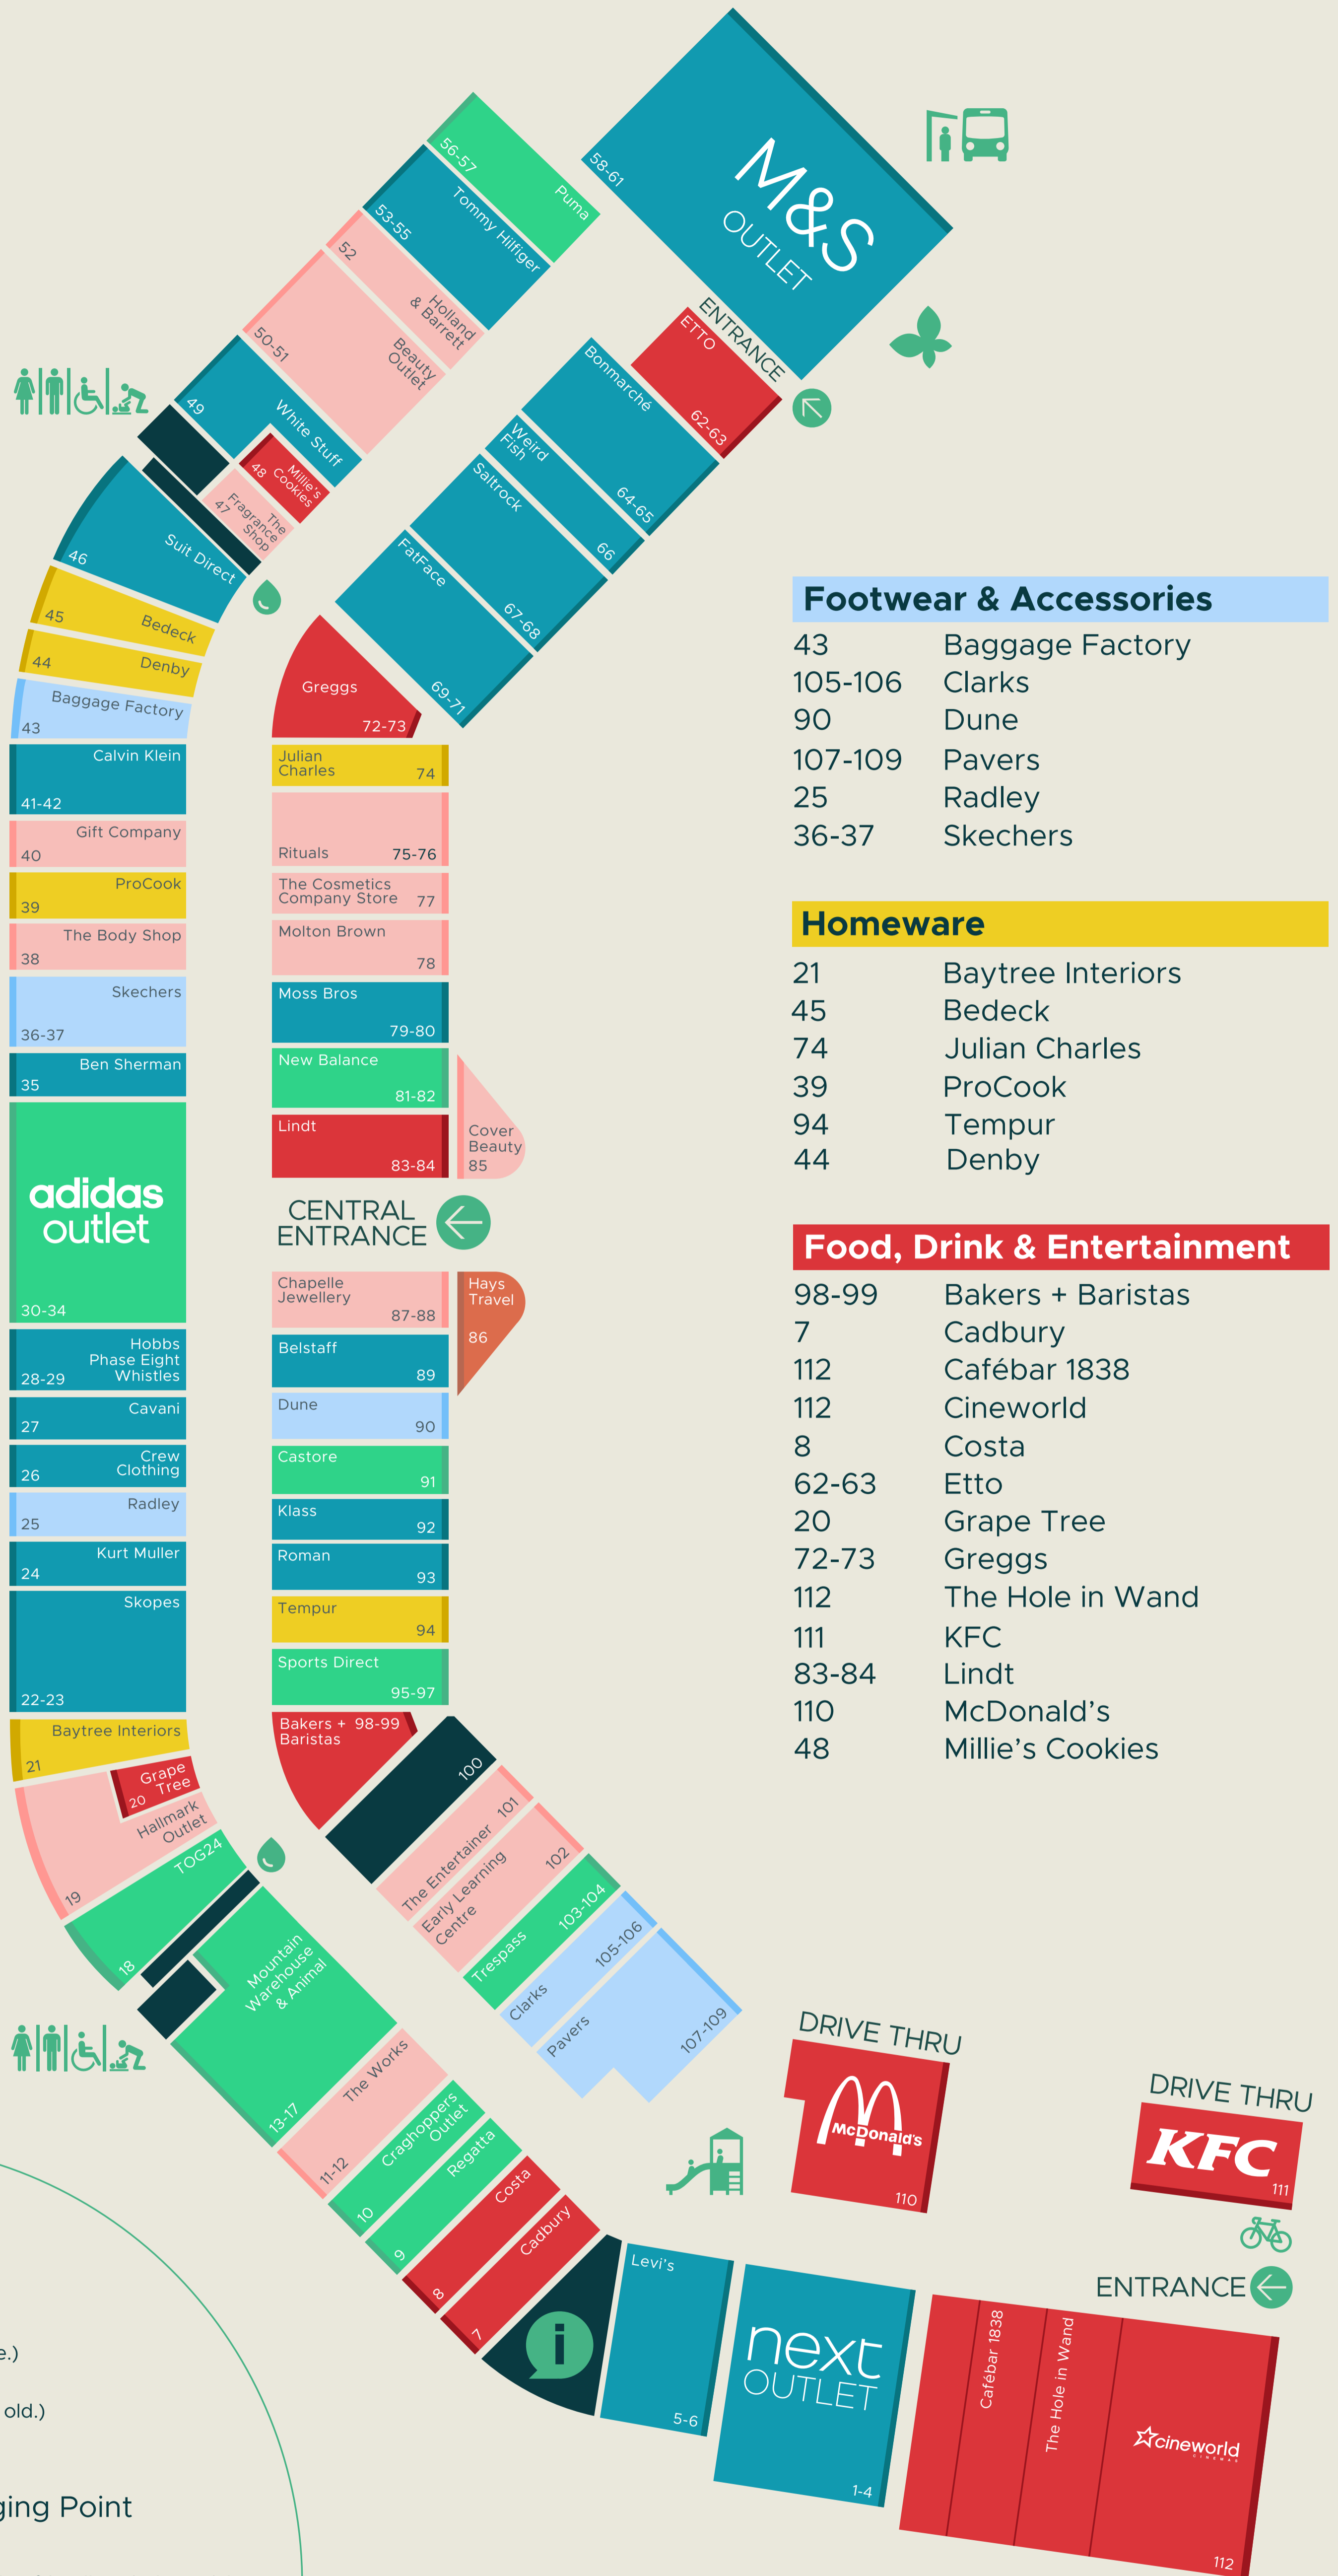 M&S
OUTLET
58-61
56-57
Puma
53-55
Tommy Hilfiger
52
Holland
& Barrett
50-51
Beauty
Outlet
49
White Stuff
48
Millie's
Cookies
47
The
Fragrance
Shop
46
Suit Direct
45
Bedeck
44
Denby
Baggage Factory
43
Calvin Klein
41-42
Gift Company
40
ProCook
39
The Body Shop
38
Skechers
36-37
Ben Sherman
35
adidas
outlet
30-34
Hobbs
Phase Eight
Whistles
28-29
Cavani
27
Crew
Clothing
26
Radley
25
Kurt Muller
24
Skopes
22-23
Baytree Interiors
21
Grape
Tree
20
Hallmark
Outlet
19
TOG24
18
Mountain
Warehouse
& Animal
13-17
The Works
11-12
Craghoppers
Outlet
10
Regatta
9
Costa
8
Cadbury
7
i
Levi's
5-6
next
OUTLET
1-4
Cafébar 1838
The Hole in Wand
cineworld
CINEMAS
112
ENTRANCE
ENTRANCE
ETTO
62-63
Bonmarché
64-65
Weird
Fish
66
Saltrock
67-68
FatFace
69-71
Greggs
72-73
Julian
Charles
74
Rituals
75-76
The Cosmetics
Company Store
77
Molton Brown
78
Moss Bros
79-80
New Balance
81-82
Lindt
83-84
Cover
Beauty
85
CENTRAL
ENTRANCE
Chapelle
Jewellery
87-88
Hays
Travel
86
Belstaff
89
Dune
90
Castore
91
Klass
92
Roman
93
Tempur
94
Sports Direct
95-97
Bakers + 98-99
Baristas
100
The Entertainer
101
Early Learning
Centre
102
Trespass
103-104
Clarks
105-106
Pavers
107-109
DRIVE THRU
McDonald's
110
DRIVE THRU
KFC
111
Footwear & Accessories
43 Baggage Factory
105-106 Clarks
90 Dune
107-109 Pavers
25 Radley
36-37 Skechers
Homeware
21 Baytree Interiors
45 Bedeck
74 Julian Charles
39 ProCook
94 Tempur
44 Denby
Food, Drink & Entertainment
98-99 Bakers + Baristas
7 Cadbury
112 Cafébar 1838
112 Cineworld
8 Costa
62-63 Etto
20 Grape Tree
72-73 Greggs
112 The Hole in Wand
111 KFC
83-84 Lindt
110 McDonald's
48 Millie's Cookies
e.)
old.)
ging Point